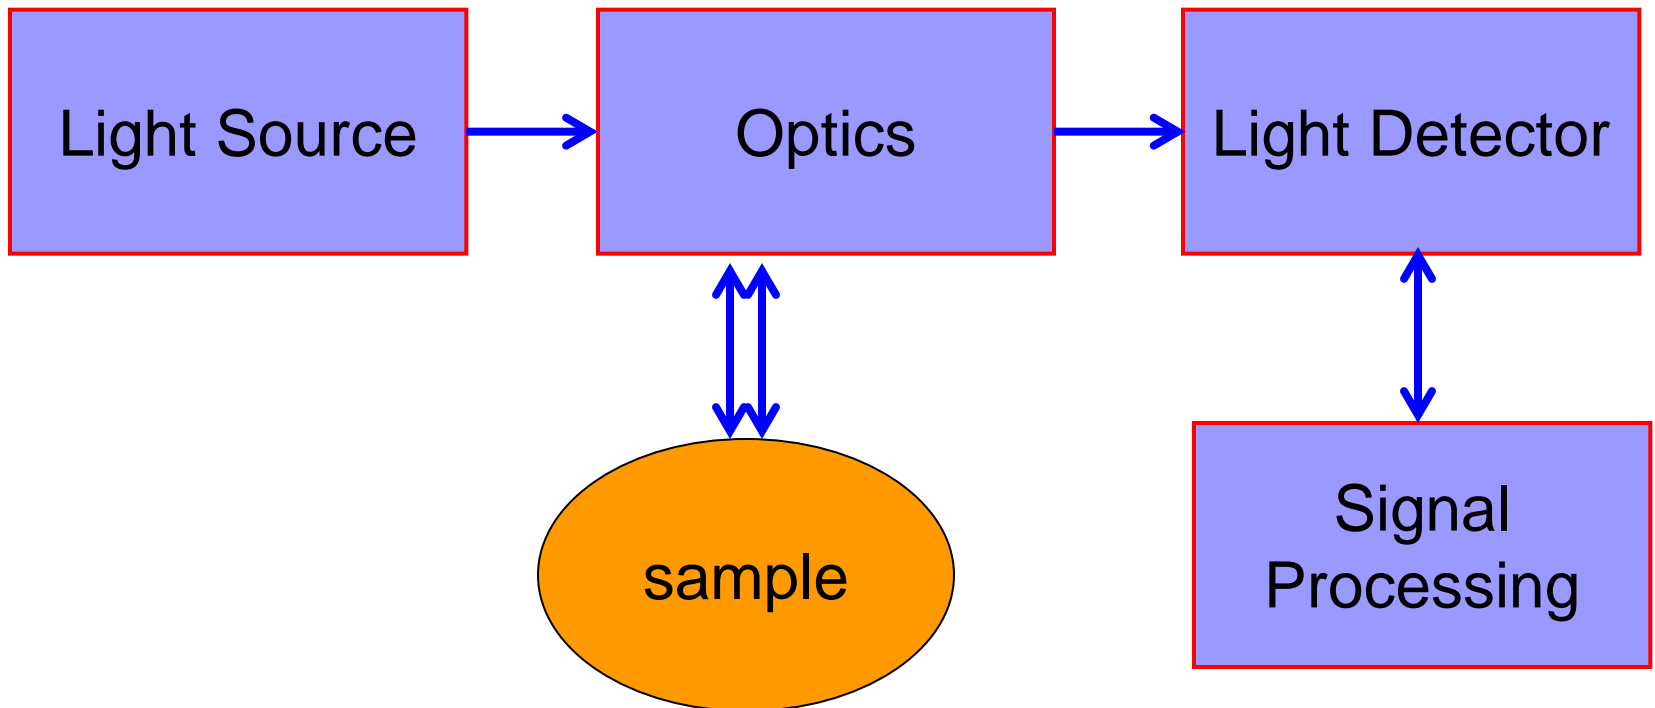 Light Source
Optics
Light Detector
sample
Signal
Processing